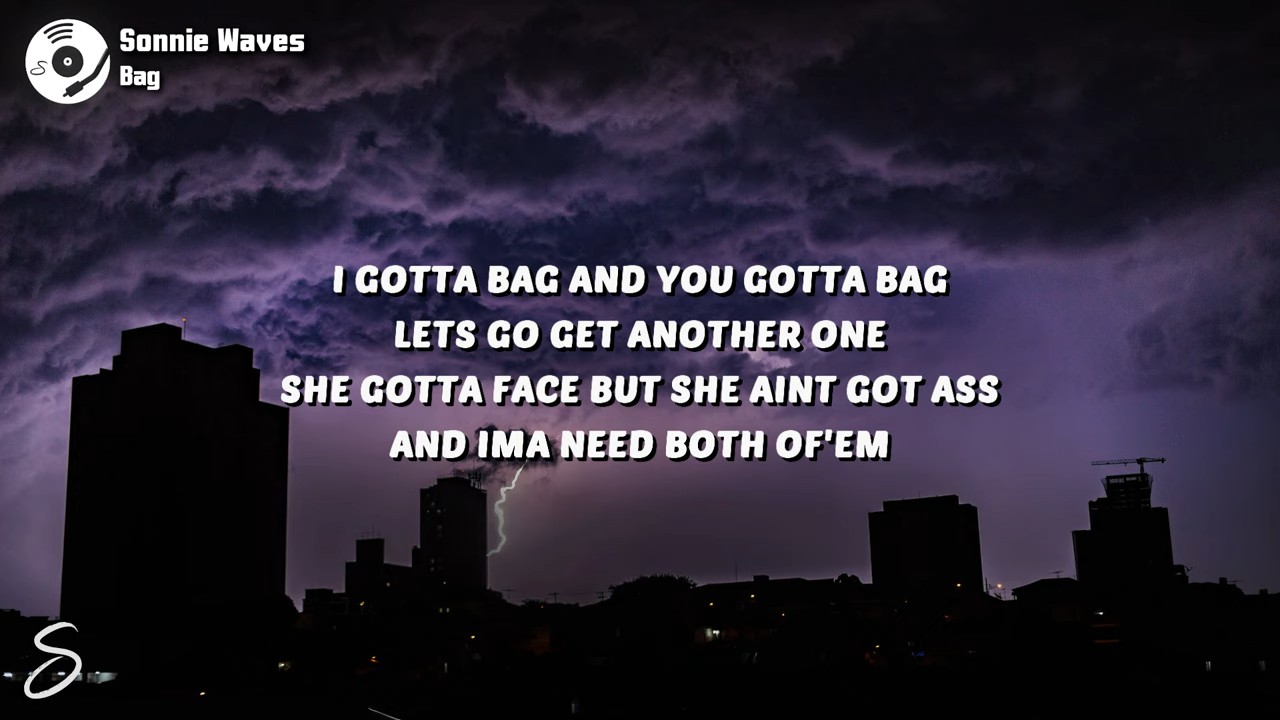 Sonnie Waves
Bag
I GOTTA BAG AND YOU GOTTA BAG
LETS GO GET ANOTHER ONE
SHE GOTTA FACE BUT SHE AINT GOT ASS
AND IMA NEED BOTH OF'EM
S